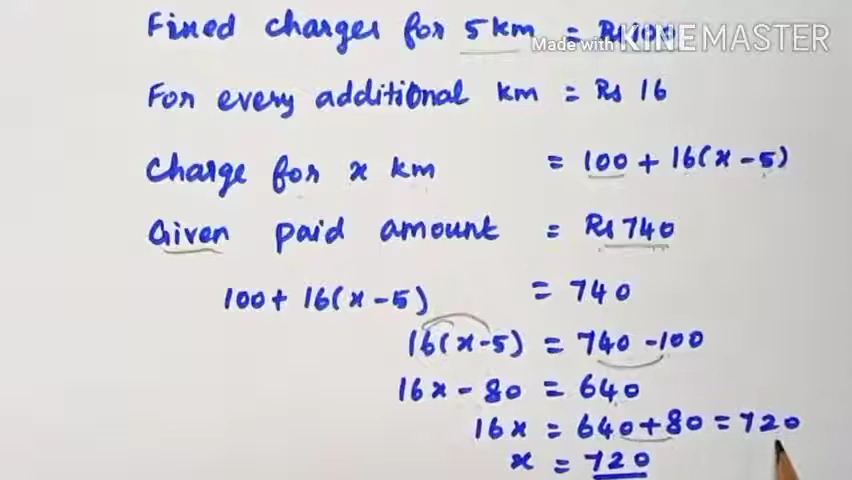 Fixed charges for 5 km = Rs 100
Made with KINEMASTER
For every additional km = Rs 16
Charge for x km = 100 + 16(x - 5)
Given paid amount = Rs 740
100 + 16(x - 5) = 740
16(x - 5) = 740 - 100
16x - 80 = 640
16x = 640 + 80 = 720
x = 720